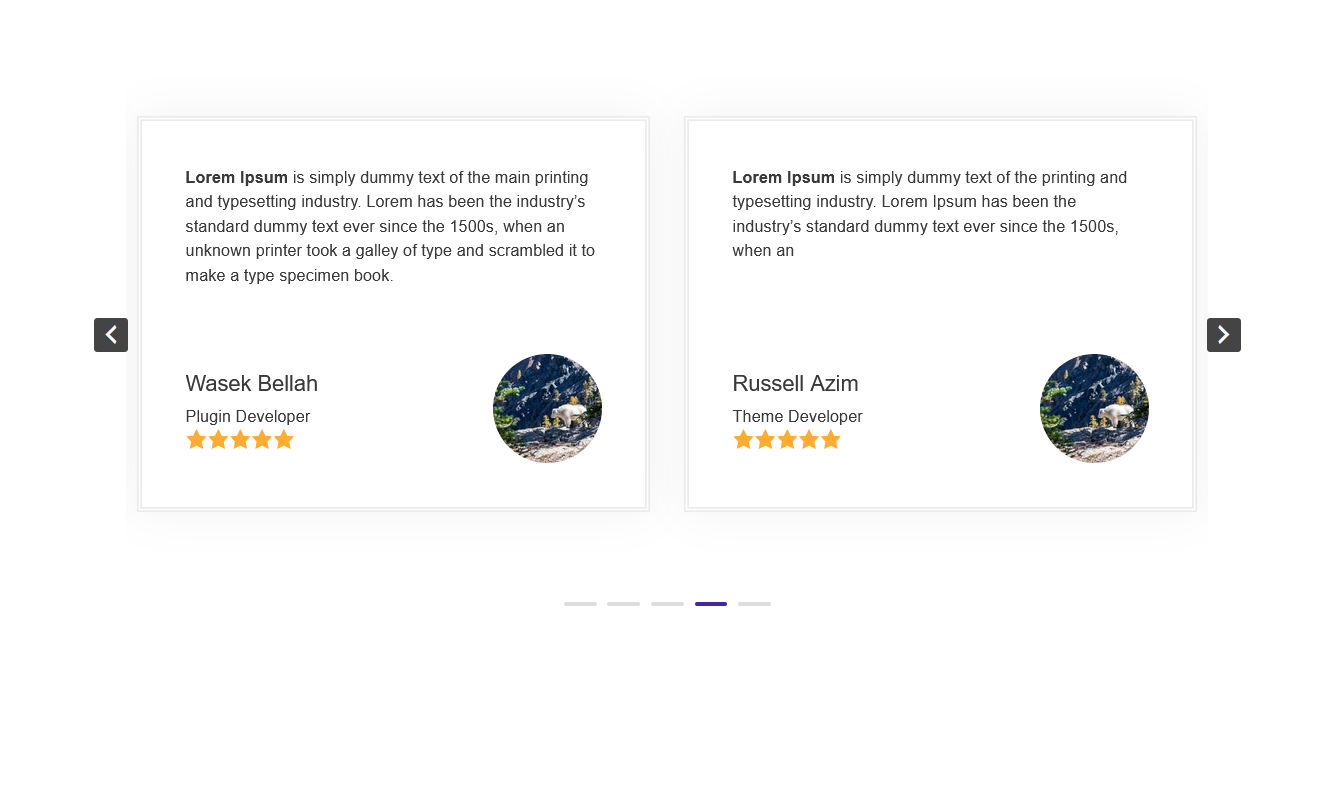 Lorem Ipsum is simply dummy text of the main printing
and typesetting industry. Lorem has been the industry’s
standard dummy text ever since the 1500s, when an
unknown printer took a galley of type and scrambled it to
make a type specimen book.
Wasek Bellah
Plugin Developer
Lorem Ipsum is simply dummy text of the printing and
typesetting industry. Lorem Ipsum has been the
industry’s standard dummy text ever since the 1500s,
when an
Russell Azim
Theme Developer